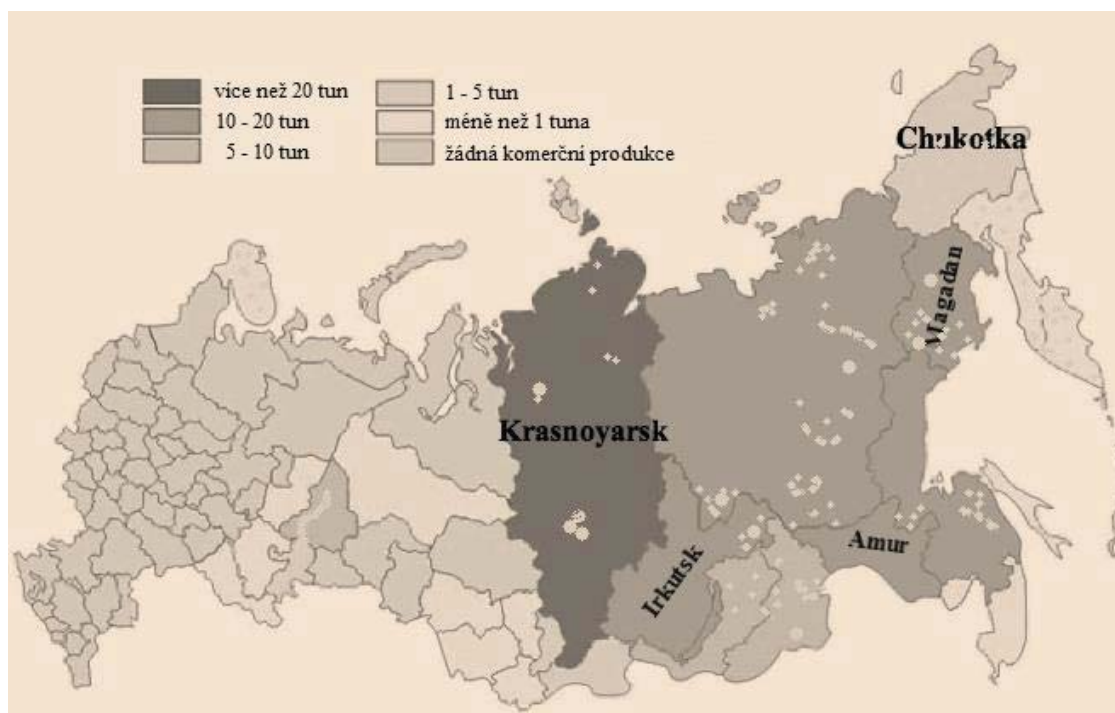 více než 20 tun
10 - 20 tun
5 - 10 tun
1 - 5 tun
méně než 1 tuna
žádná komerční produkce
Chukotka
Magadan
Krasnoyarsk
Irkutsk
Amur